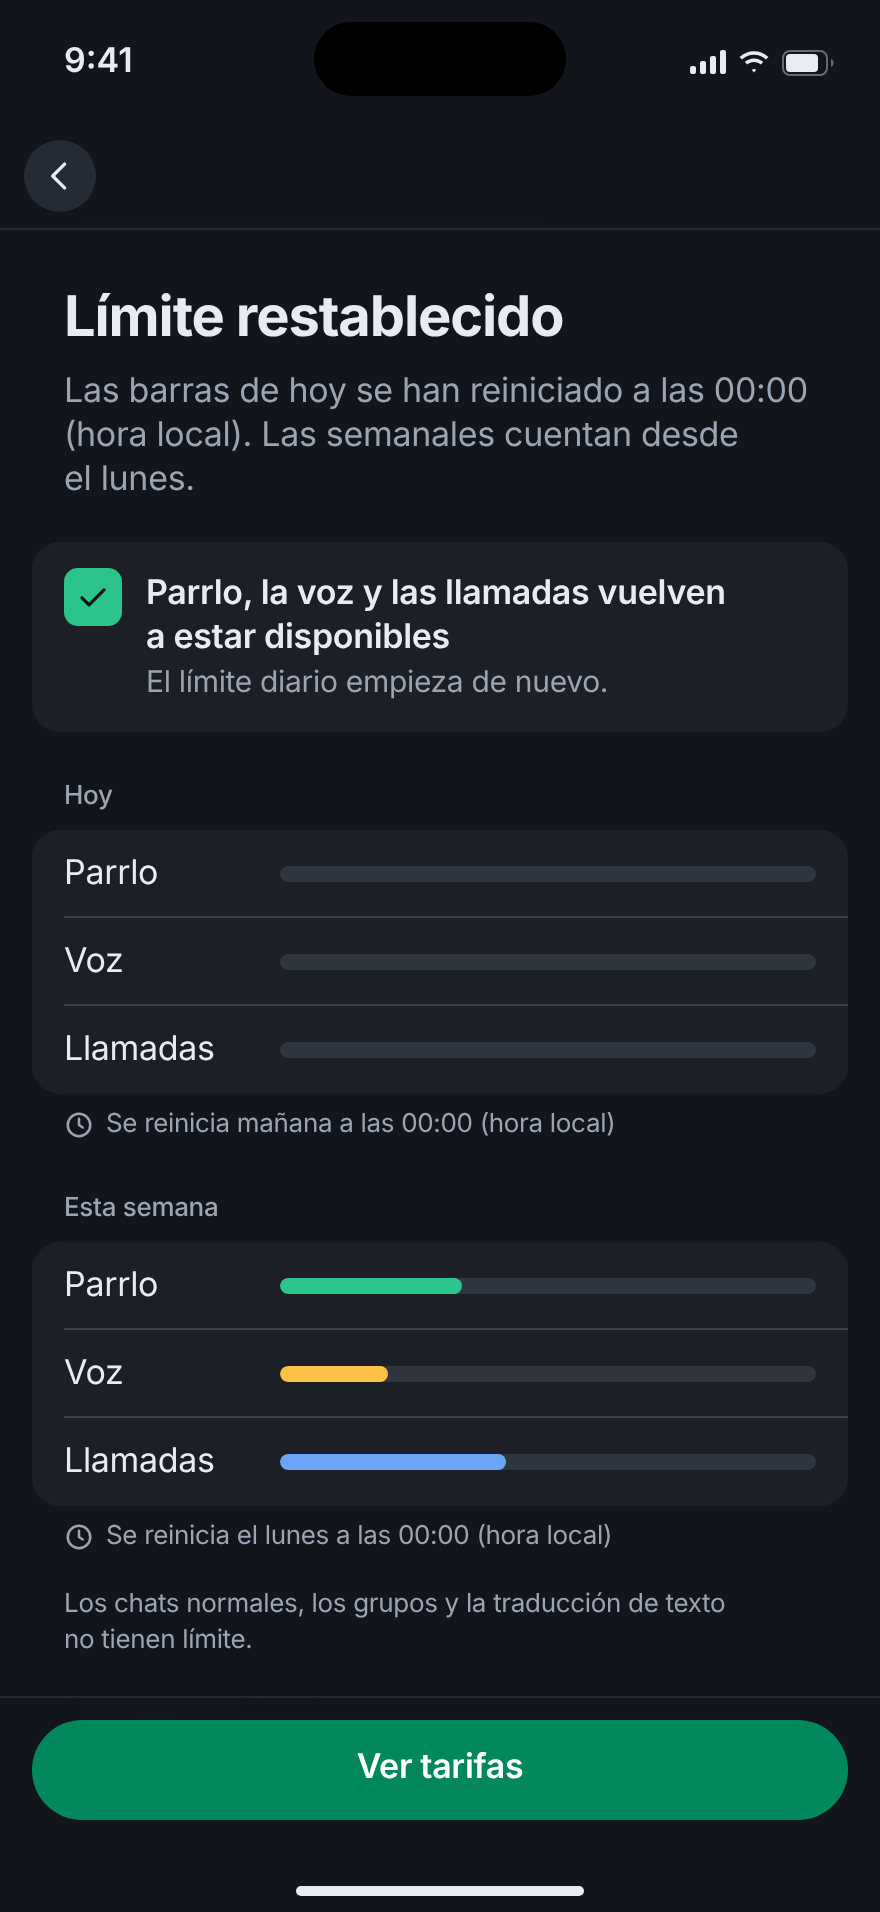 9:41
Límite restablecido
Las barras de hoy se han reiniciado a las 00:00
(hora local). Las semanales cuentan desde
el lunes.
Parrlo, la voz y las llamadas vuelven
a estar disponibles
El límite diario empieza de nuevo.
Hoy
Parrlo
Voz
Llamadas
Se reinicia mañana a las 00:00 (hora local)
Esta semana
Parrlo
Voz
Llamadas
Se reinicia el lunes a las 00:00 (hora local)
Los chats normales, los grupos y la traducción de texto
no tienen límite.
Ver tarifas